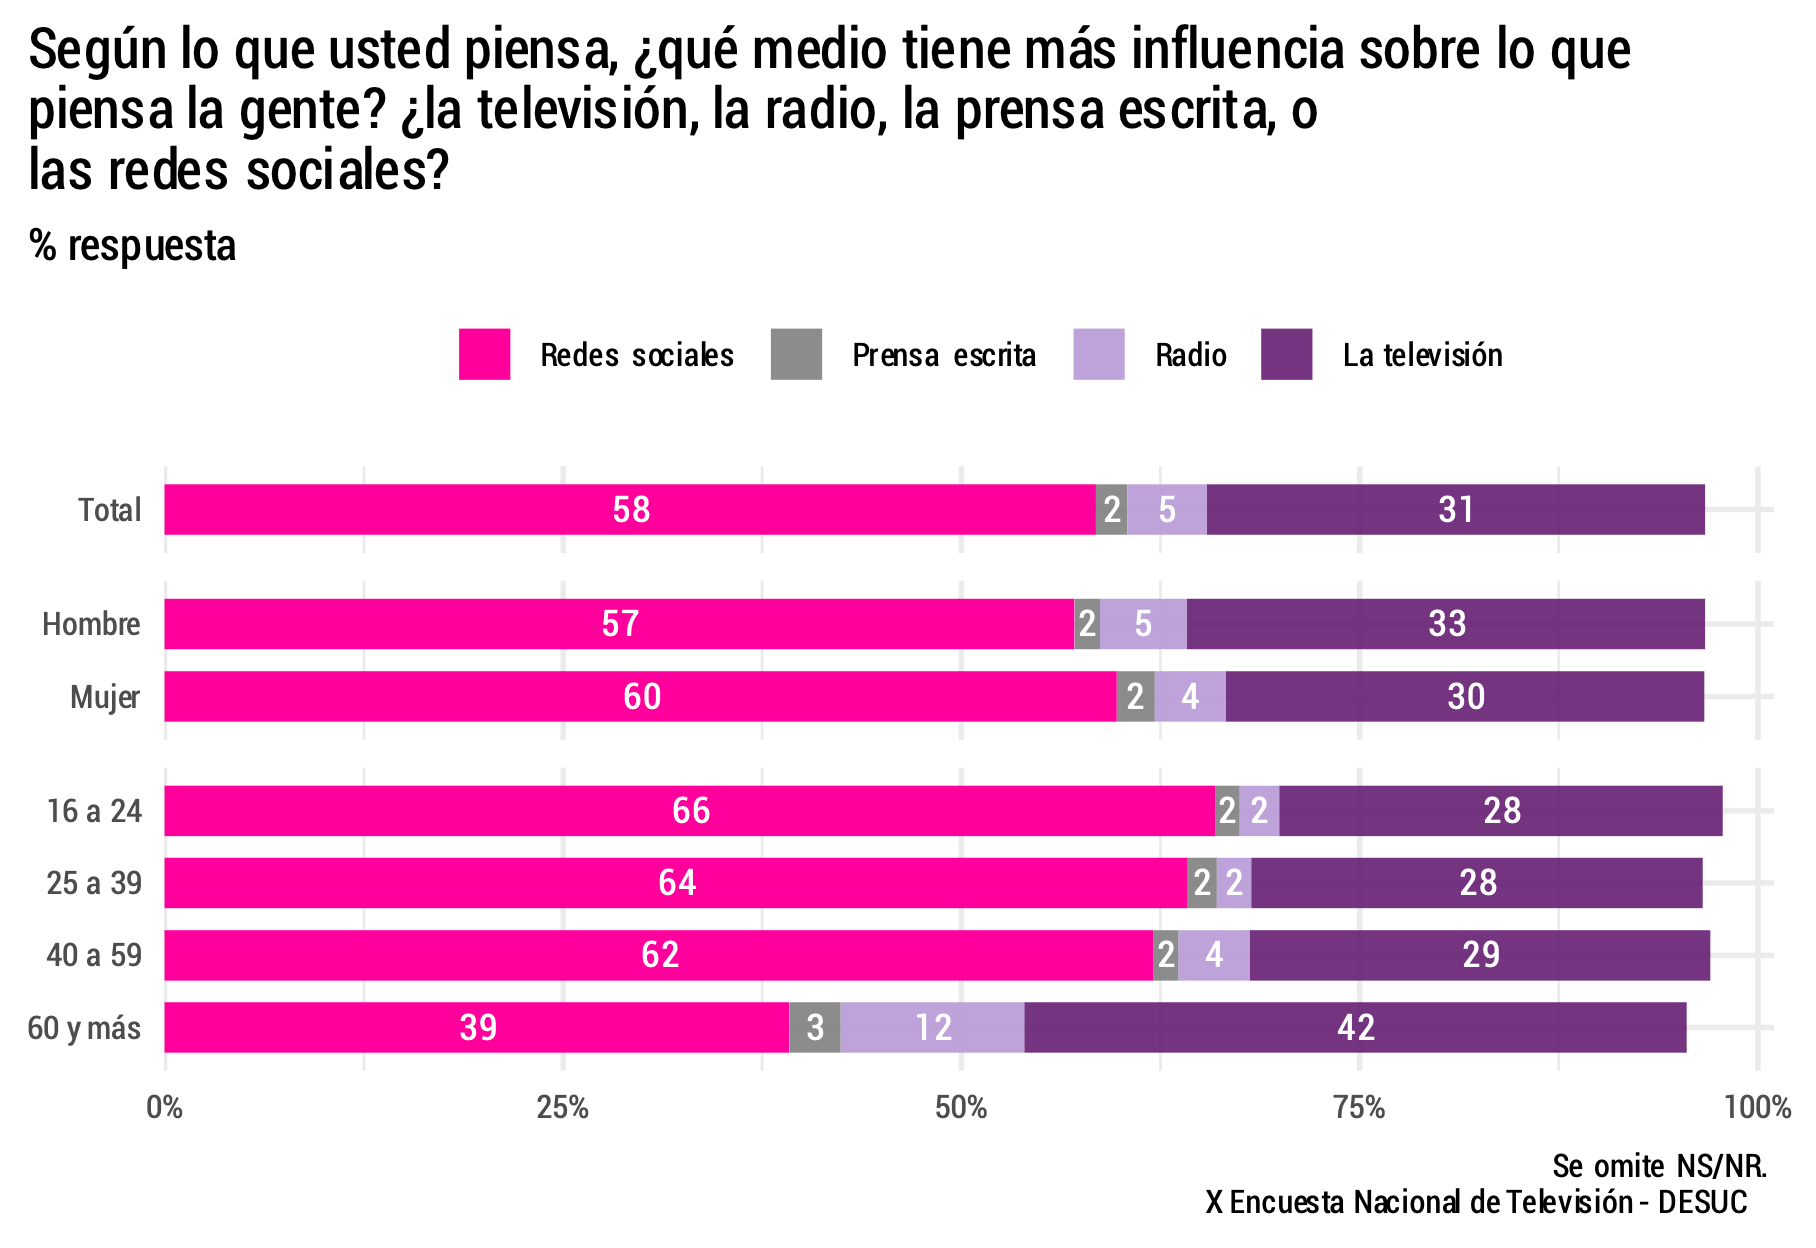 Según lo que usted piensa, ¿qué medio tiene más influencia sobre lo que
piensa la gente? ¿la televisión, la radio, la prensa escrita, o
las redes sociales?
% respuesta
Redes sociales Prensa escrita Radio La televisión
Total 58 2 5 31
Hombre 57 2 5 33
Mujer 60 2 4 30
16 a 24 66 2 2 28
25 a 39 64 2 2 28
40 a 59 62 2 4 29
60 y más 39 3 12 42
0% 25% 50% 75% 100%
Se omite NS/NR.
X Encuesta Nacional de Televisión - DESUC